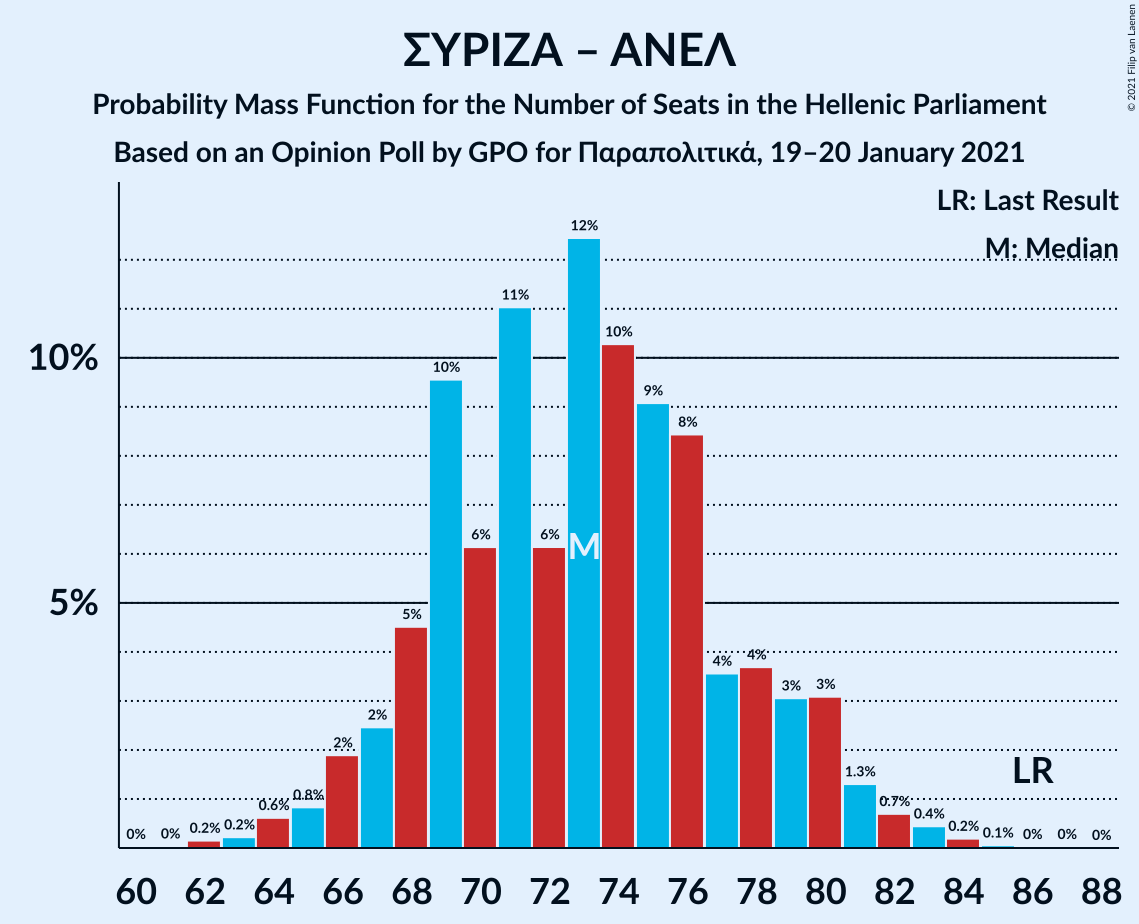 ΣΥΡΙΖΑ – ΑΝΕΛ
Probability Mass Function for the Number of Seats in the Hellenic Parliament
Based on an Opinion Poll by GPO for Παραπολιτικά, 19–20 January 2021
© 2021 Filip van Laenen
LR: Last Result
M: Median
10%
5%
0% 0% 0.2% 0.2% 0.6% 0.8% 2% 2% 5% 10% 6% 11% 6% 12% 10% 9% 8% 4% 4% 3% 3% 1.3% 0.7% 0.4% 0.2% 0.1% 0% 0% 0%
M
LR
60 62 64 66 68 70 72 74 76 78 80 82 84 86 88